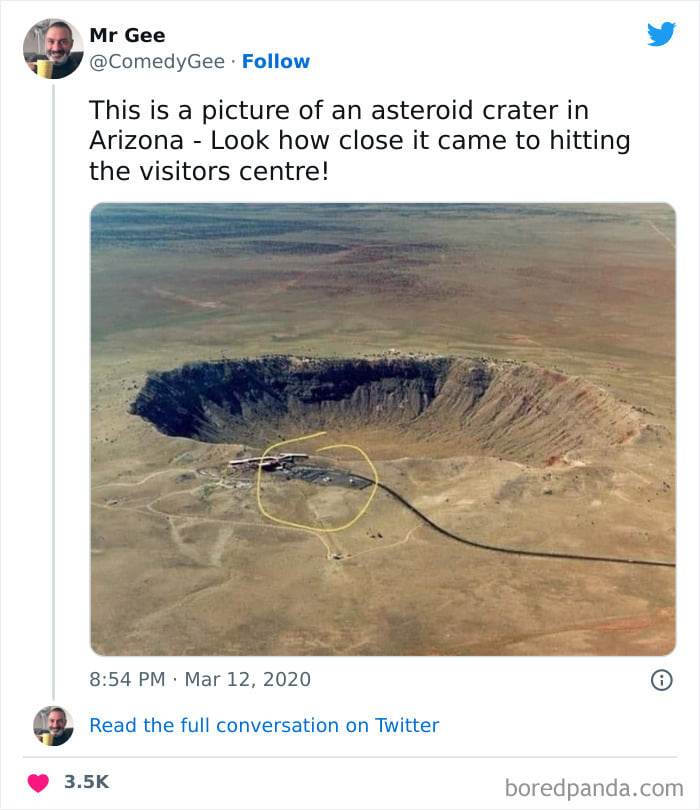 Mr Gee
@ComedyGee · Follow
This is a picture of an asteroid crater in
Arizona - Look how close it came to hitting
the visitors centre!
8:54 PM · Mar 12, 2020
Read the full conversation on Twitter
3.5K
boredpanda.com